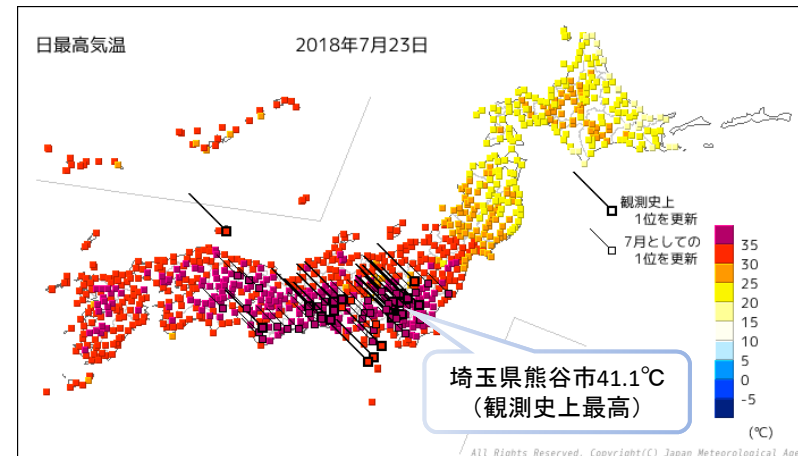 日最高気温
2018年7月23日
観測史上
1位を更新
7月としての
1位を更新
35
30
25
20
15
10
5
0
-5
(℃)
埼玉県熊谷市41.1℃
（観測史上最高）
All Rights Reserved. Copyright(C) Japan Meteorological Age